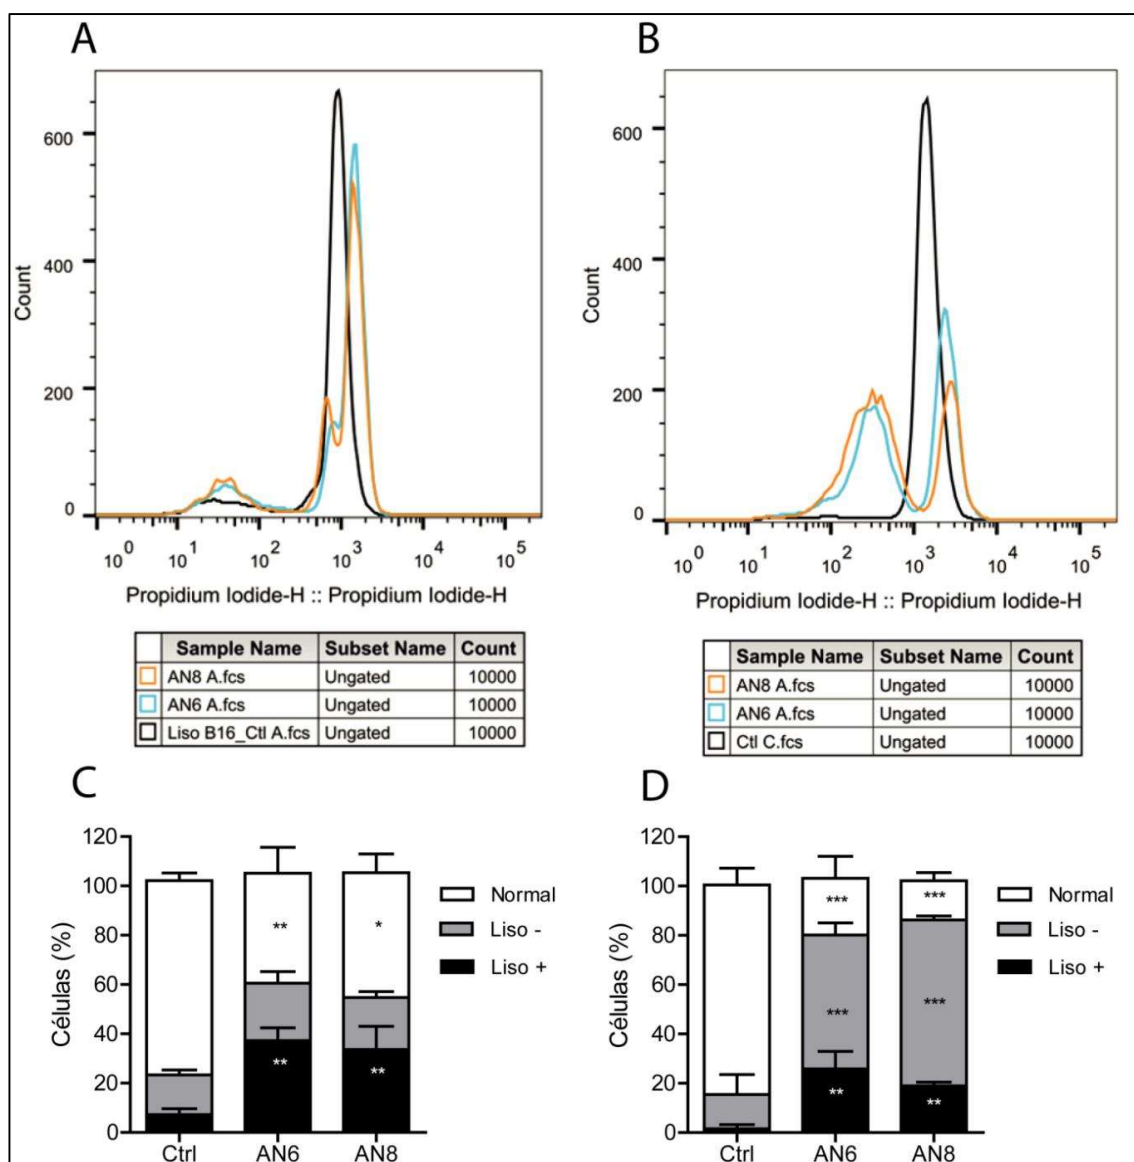 A
600
400
200
0
Count
10^0 10^1 10^2 10^3 10^4 10^5
Propidium Iodide-H :: Propidium Iodide-H
Sample Name Subset Name Count
AN8 A.fcs Ungated 10000
AN6 A.fcs Ungated 10000
Liso B16_Ctl A.fcs Ungated 10000
B
600
400
200
0
Count
10^0 10^1 10^2 10^3 10^4 10^5
Propidium Iodide-H :: Propidium Iodide-H
Sample Name Subset Name Count
AN8 A.fcs Ungated 10000
AN6 A.fcs Ungated 10000
Ctl C.fcs Ungated 10000
C
120
100
80
60
40
20
0
Células (%)
** *
** **
Ctrl AN6 AN8
Normal
Liso -
Liso +
D
120
100
80
60
40
20
0
Células (%)
*** ***
*** ***
** **
Ctrl AN6 AN8
Normal
Liso -
Liso +